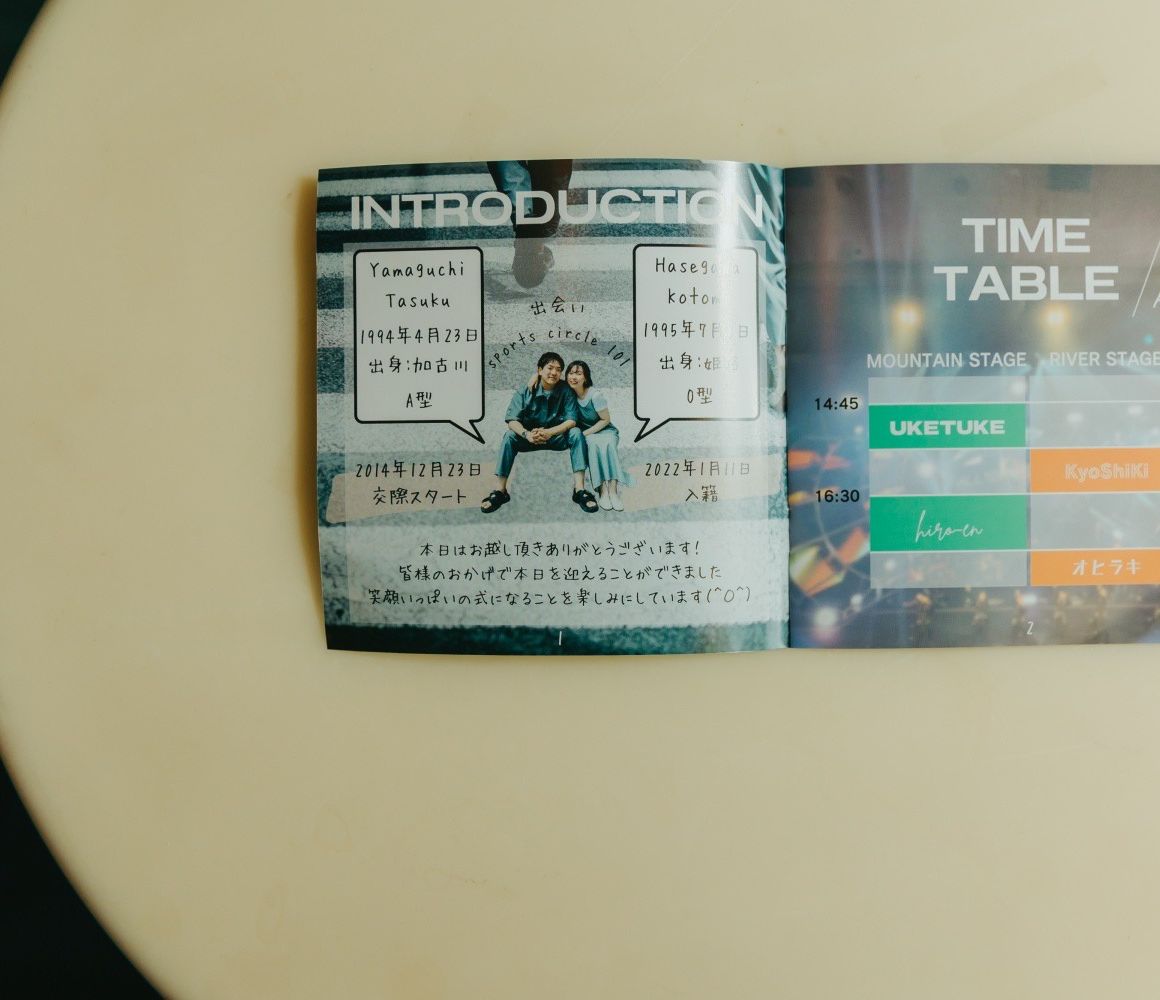 INTRODUCTION
Yamaguchi
Tasuku
1994年4月23日
出身:加古川
A型
出会い
sports circle 101
1995年7月
O型
2014年12月23日
交際スタート
2022年1月11日
入籍
本日はお越し頂きありがとうございます!
皆様のおかげで本日を迎えることができました
笑顔いっぱいの式になることを楽しみにしています(^O^)
1
TIME
TABLE
MOUNTAIN STAGE
RIVER STAGE
14:45
UKETUKE
KyoShiKi
16:30
hiro-en
オヒラキ
2